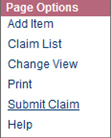 Page Options
Add Item
Claim List
Change View
Print
Submit Claim
Help